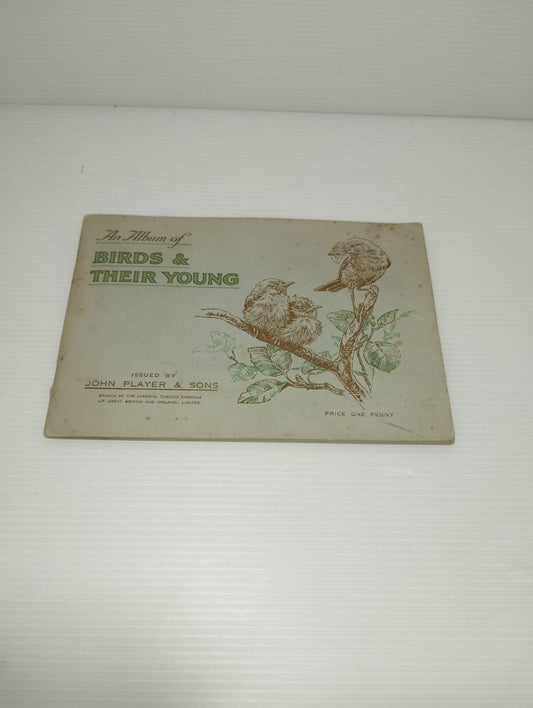 An Album of
BIRDS &
THEIR YOUNG
ISSUED BY
JOHN PLAYER & SONS
BRANCH OF THE IMPERIAL TOBACCO COMPANY
(OF GREAT BRITAIN AND IRELAND), LIMITED.
PRICE ONE PENNY